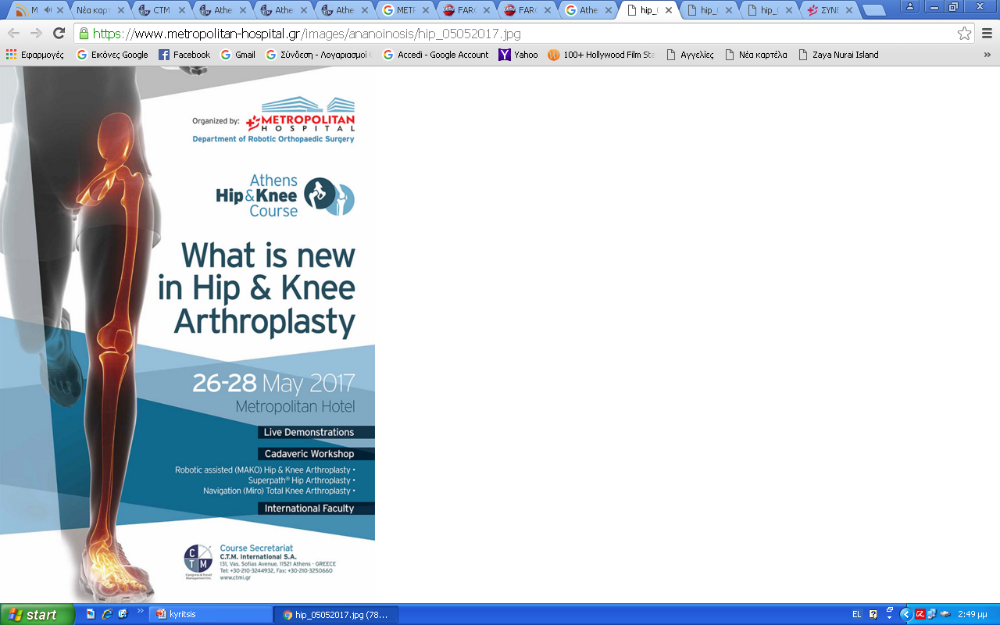 M
Νέα καρτ
CTM
Athe
Athe
Athe
METF
FARC
FARC
Athe
hip_
hip_
hip_
hip_
ΣΥΝΕ
https://www.metropolitan-hospital.gr/images/ananoinosis/hip_05052017.jpg
Εφαρμογές
Εικόνες Google
Facebook
Gmail
Σύνδεση - Λογαριασμοί
Accedi - Google Account
Yahoo
100+ Hollywood Film Sta
Αγγελίες
Νέα καρτέλα
Zaya Nurai Island
»
Organized by:
METROPOLITAN
HOSPITAL
Department of Robotic Orthopaedic Surgery
Athens
Hip & Knee
Course
What is new
in Hip & Knee
Arthroplasty
26-28 May 2017
Metropolitan Hotel
Live Demonstrations
Cadaveric Workshop
Robotic assisted (MAKO) Hip & Knee Arthroplasty •
Superpath® Hip Arthroplasty •
Navigation (Miro) Total Knee Arthroplasty •
International Faculty
C
T M
Congress & Travel
Management Inc.
Course Secretariat
C.T.M. International S.A.
131, Vas. Sofias Avenue, 11521 Athens - GREECE
Tel: +30-210-3244932, Fax: +30-210-3250660
www.ctmi.gr
start
»
kyritsis
hip_05052017.jpg (78...
EL
2:49 μμ